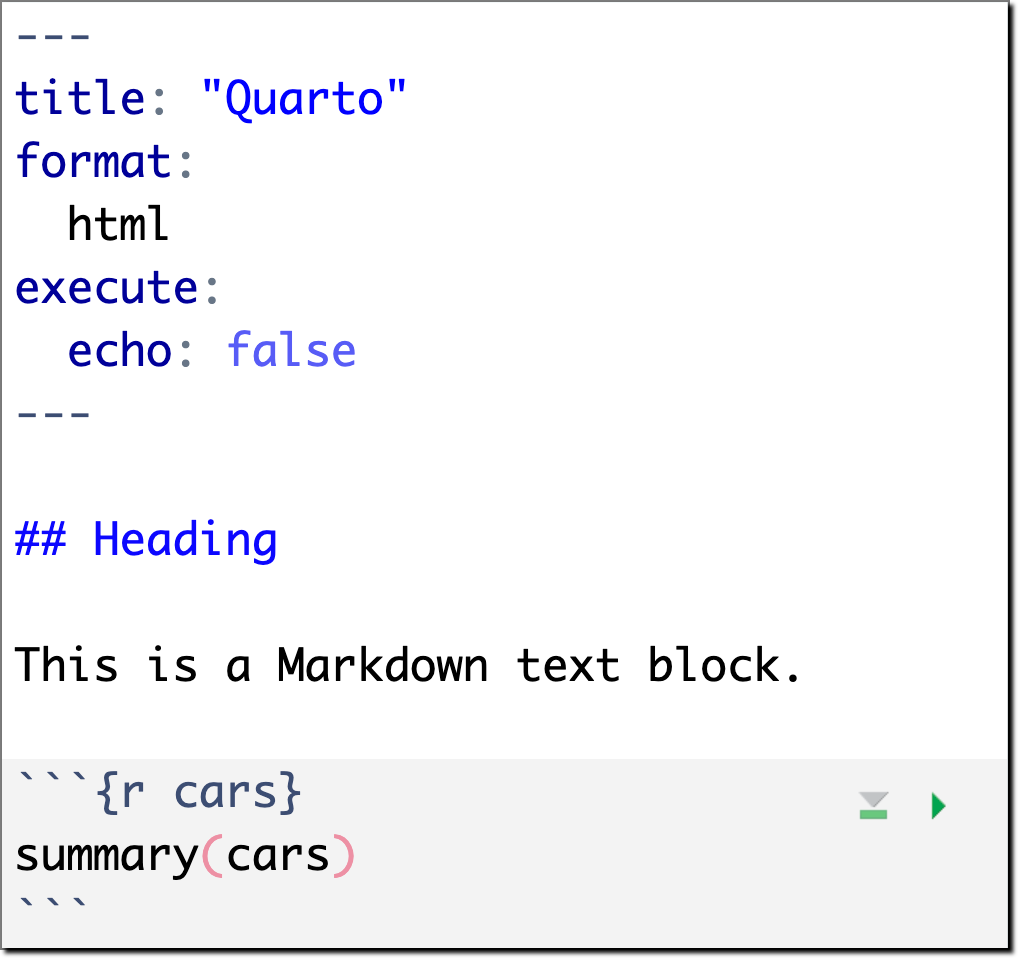 ---
title: "Quarto"
format:
  html
execute:
  echo: false
---
## Heading
This is a Markdown text block.
```{r cars}
summary(cars)
```